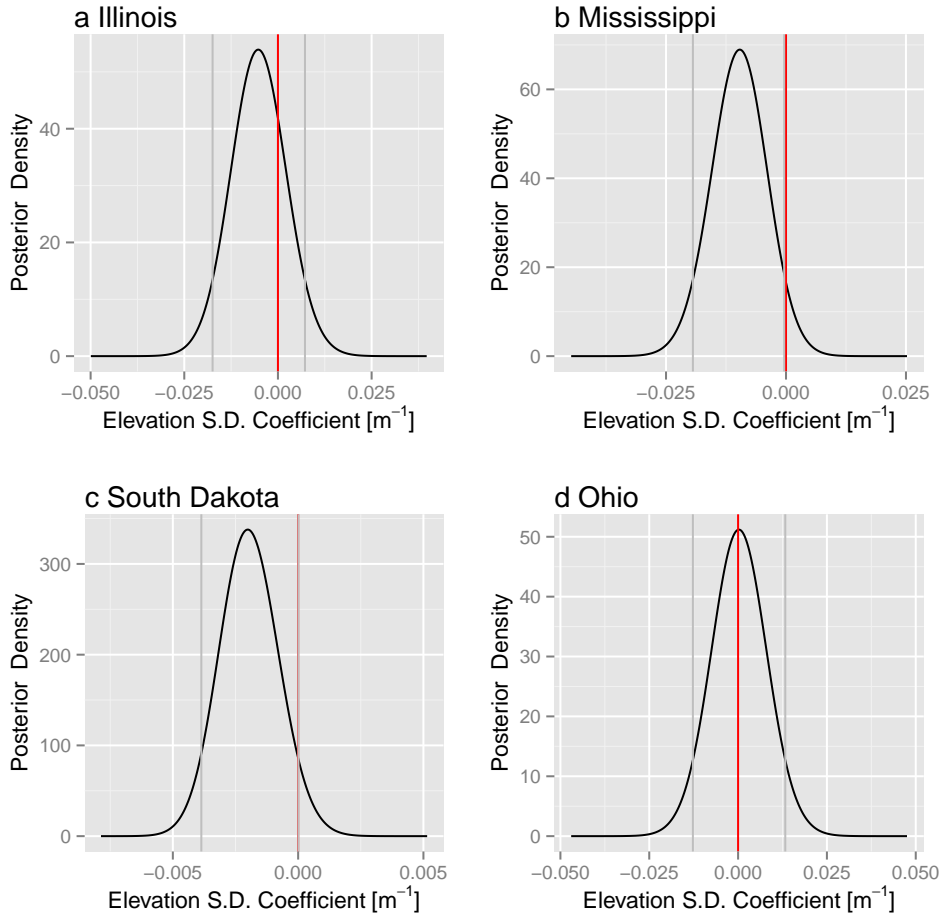 a Illinois
Posterior Density
40
20
0
−0.050
−0.025
0.000
0.025
Elevation S.D. Coefficient [m−1]
b Mississippi
Posterior Density
60
40
20
0
−0.025
0.000
0.025
Elevation S.D. Coefficient [m−1]
c South Dakota
Posterior Density
300
200
100
0
−0.005
0.000
0.005
Elevation S.D. Coefficient [m−1]
d Ohio
Posterior Density
50
40
30
20
10
0
−0.050
−0.025
0.000
0.025
0.050
Elevation S.D. Coefficient [m−1]